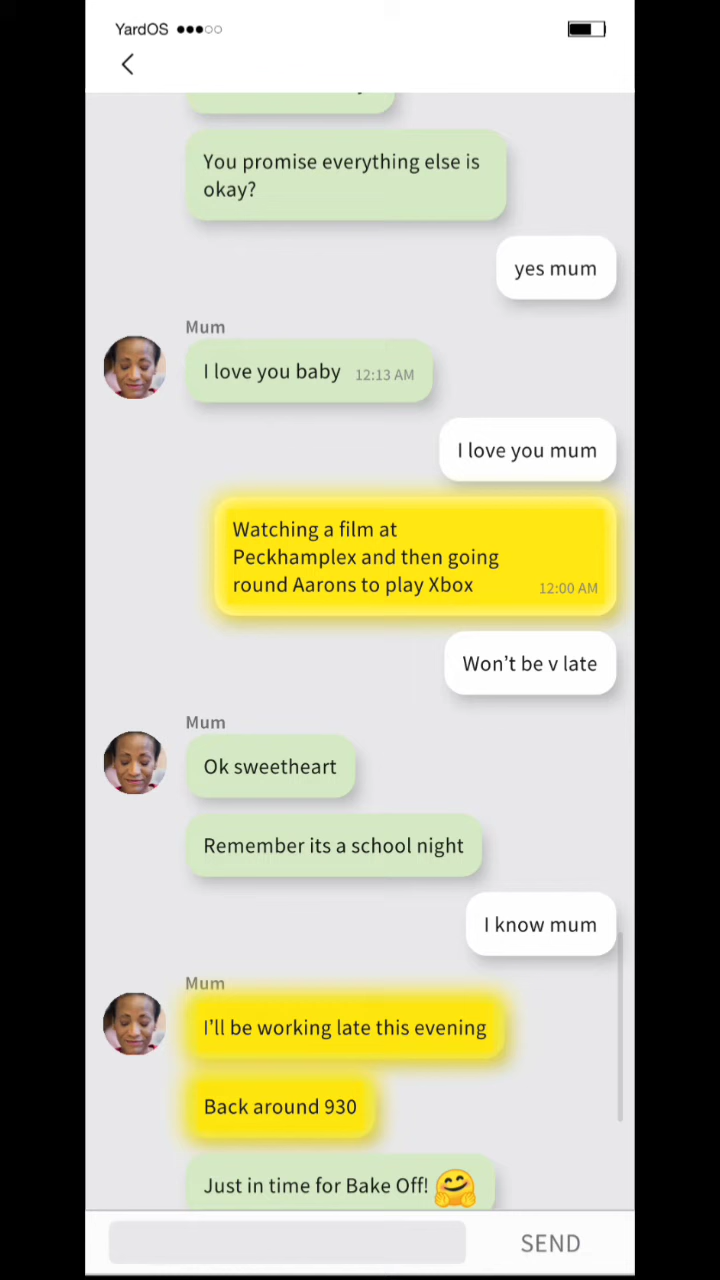 YardOS
You promise everything else is
okay?
yes mum
Mum
I love you baby 12:13 AM
I love you mum
Watching a film at
Peckhamplex and then going
round Aarons to play Xbox 12:00 AM
Won't be v late
Mum
Ok sweetheart
Remember its a school night
I know mum
Mum
I'll be working late this evening
Back around 930
Just in time for Bake Off! 🤗
SEND